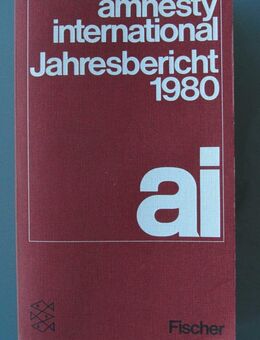 amnesty
international
Jahresbericht
1980
ai
Fischer